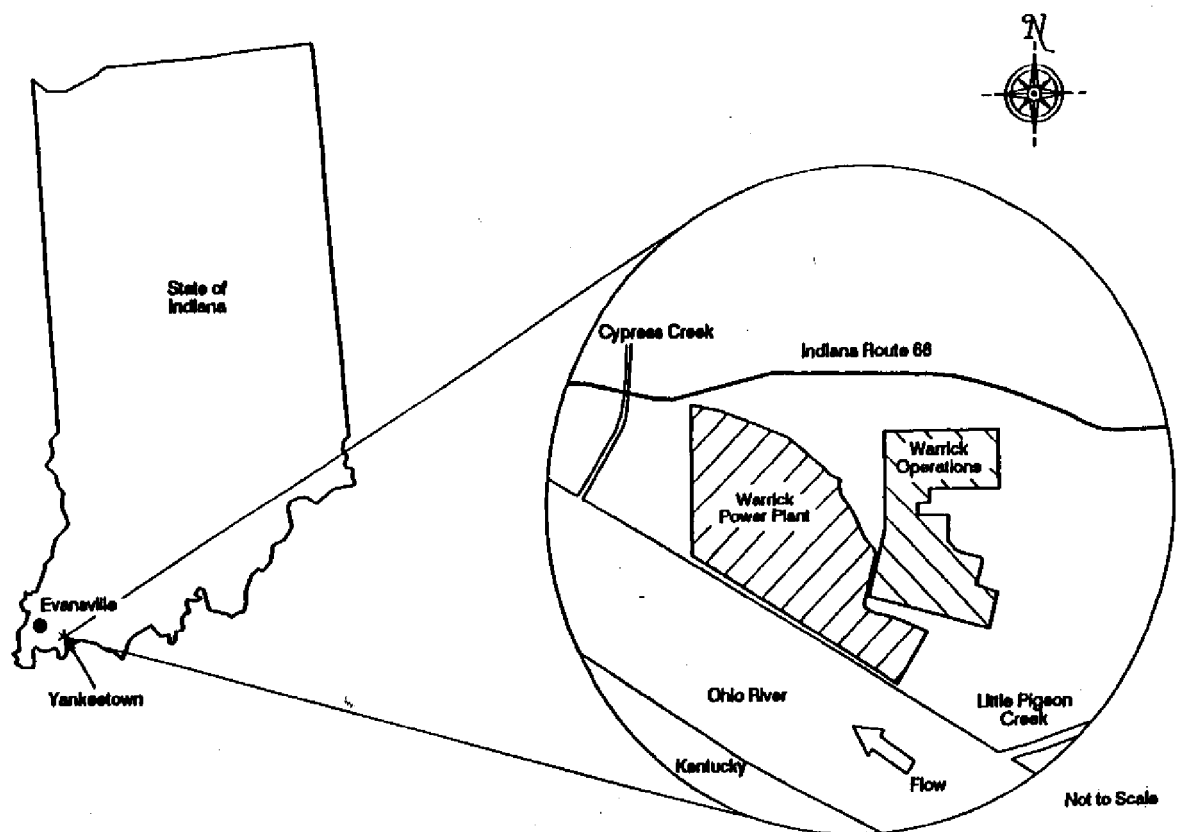 N
State of
Indiana
Cypress Creek
Indiana Route 66
Warrick
Operations
Warrick
Power Plant
Evansville
Yankeetown
Ohio River
Little Pigeon
Creek
Kentucky
Flow
Not to Scale